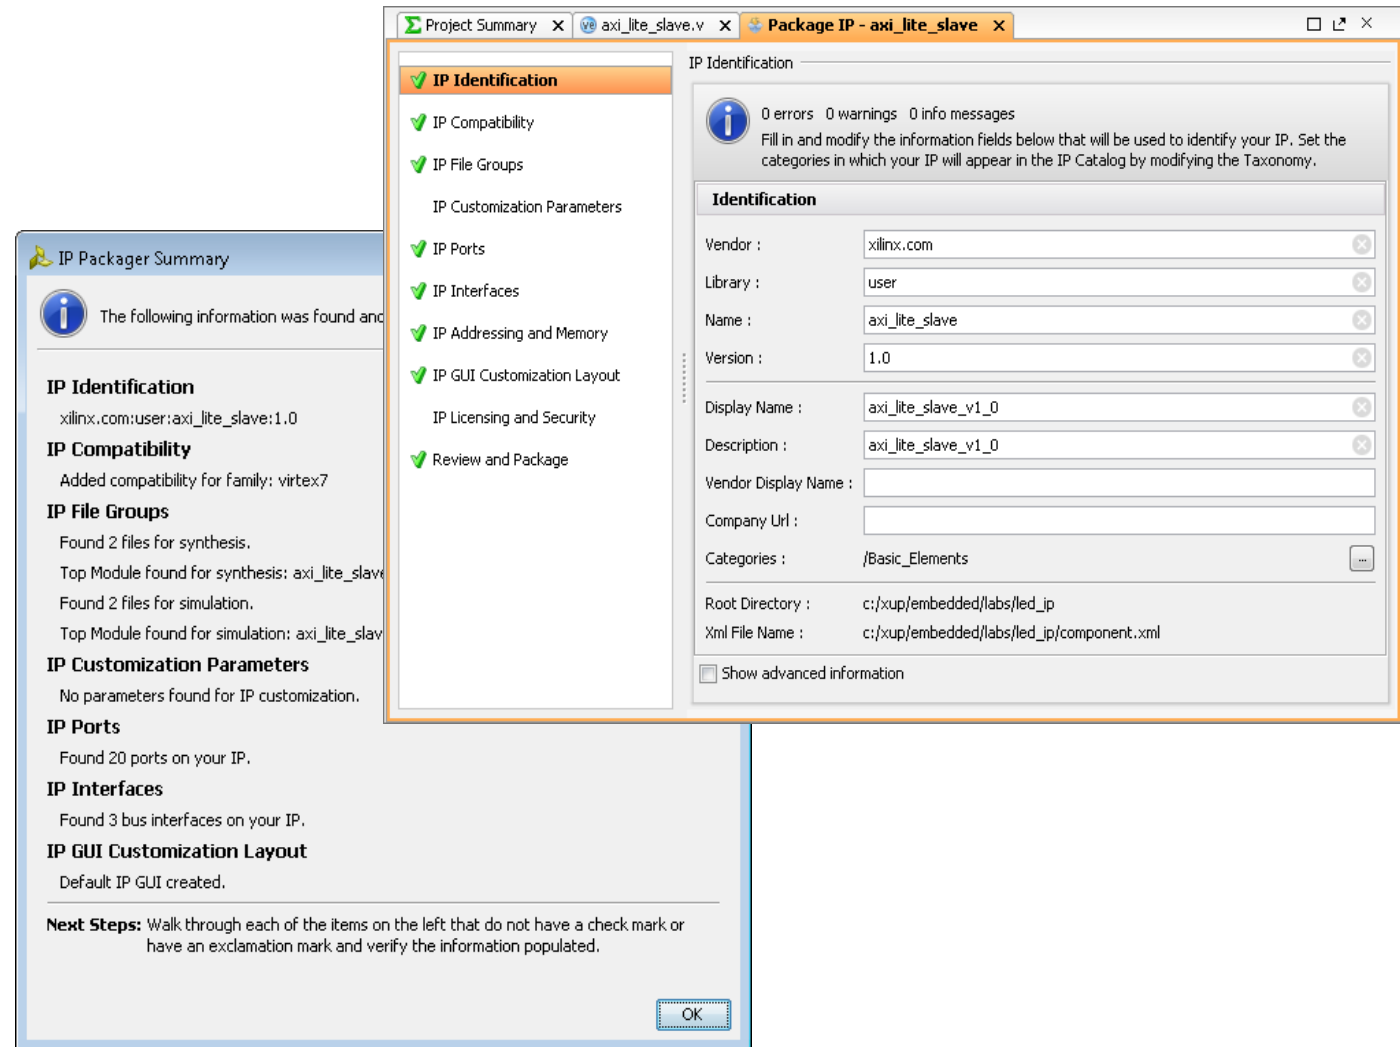 Project Summary
axi_lite_slave.v
Package IP - axi_lite_slave
IP Identification
IP Compatibility
IP File Groups
IP Customization Parameters
IP Ports
IP Interfaces
IP Addressing and Memory
IP GUI Customization Layout
IP Licensing and Security
Review and Package
IP Identification
0 errors 0 warnings 0 info messages
Fill in and modify the information fields below that will be used to identify your IP. Set the
categories in which your IP will appear in the IP Catalog by modifying the Taxonomy.
Identification
Vendor : xilinx.com
Library : user
Name : axi_lite_slave
Version : 1.0
Display Name : axi_lite_slave_v1_0
Description : axi_lite_slave_v1_0
Vendor Display Name :
Company Url :
Categories : /Basic_Elements ...
Root Directory : c:/xup/embedded/labs/led_ip
Xml File Name : c:/xup/embedded/labs/led_ip/component.xml
Show advanced information
IP Packager Summary
The following information was found and
IP Identification
xilinx.com:user:axi_lite_slave:1.0
IP Compatibility
Added compatibility for family: virtex7
IP File Groups
Found 2 files for synthesis.
Top Module found for synthesis: axi_lite_slave
Found 2 files for simulation.
Top Module found for simulation: axi_lite_slav
IP Customization Parameters
No parameters found for IP customization.
IP Ports
Found 20 ports on your IP.
IP Interfaces
Found 3 bus interfaces on your IP.
IP GUI Customization Layout
Default IP GUI created.
Next Steps: Walk through each of the items on the left that do not have a check mark or
have an exclamation mark and verify the information populated.
OK